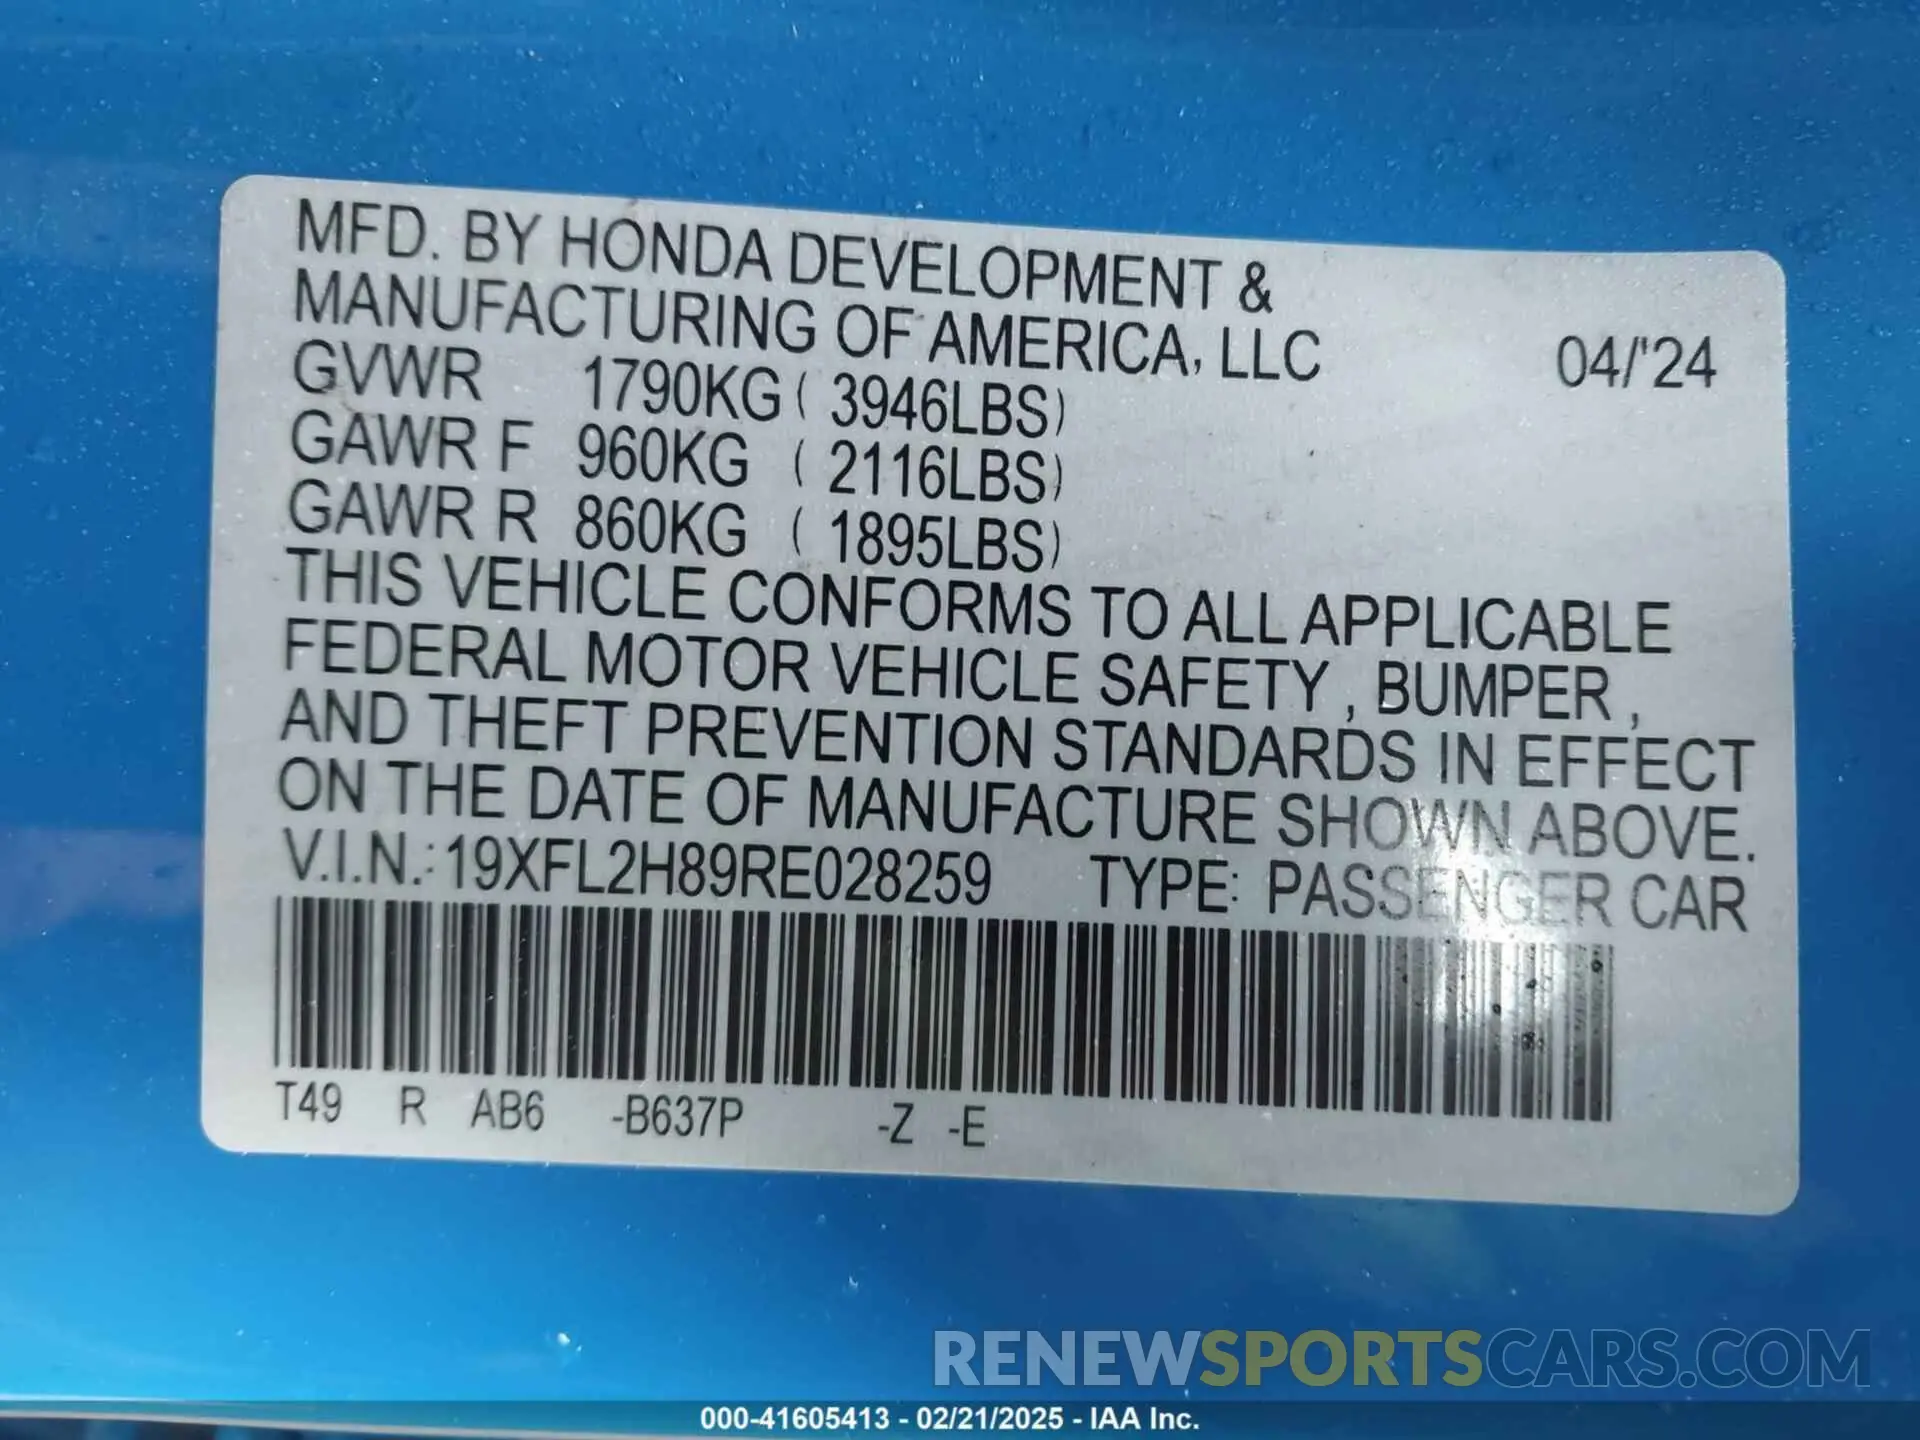 MFD. BY HONDA DEVELOPMENT &
MANUFACTURING OF AMERICA, LLC 04/'24
GVWR 1790KG ( 3946LBS)
GAWR F 960KG ( 2116LBS)
GAWR R 860KG ( 1895LBS)
THIS VEHICLE CONFORMS TO ALL APPLICABLE
FEDERAL MOTOR VEHICLE SAFETY , BUMPER ,
AND THEFT PREVENTION STANDARDS IN EFFECT
ON THE DATE OF MANUFACTURE SHOWN ABOVE.
V.I.N.: 19XFL2H89RE028259 TYPE: PASSENGER CAR
T49 R AB6 -B637P -Z -E
RENEWSPORTSCARS.COM
000-41605413 - 02/21/2025 - IAA Inc.